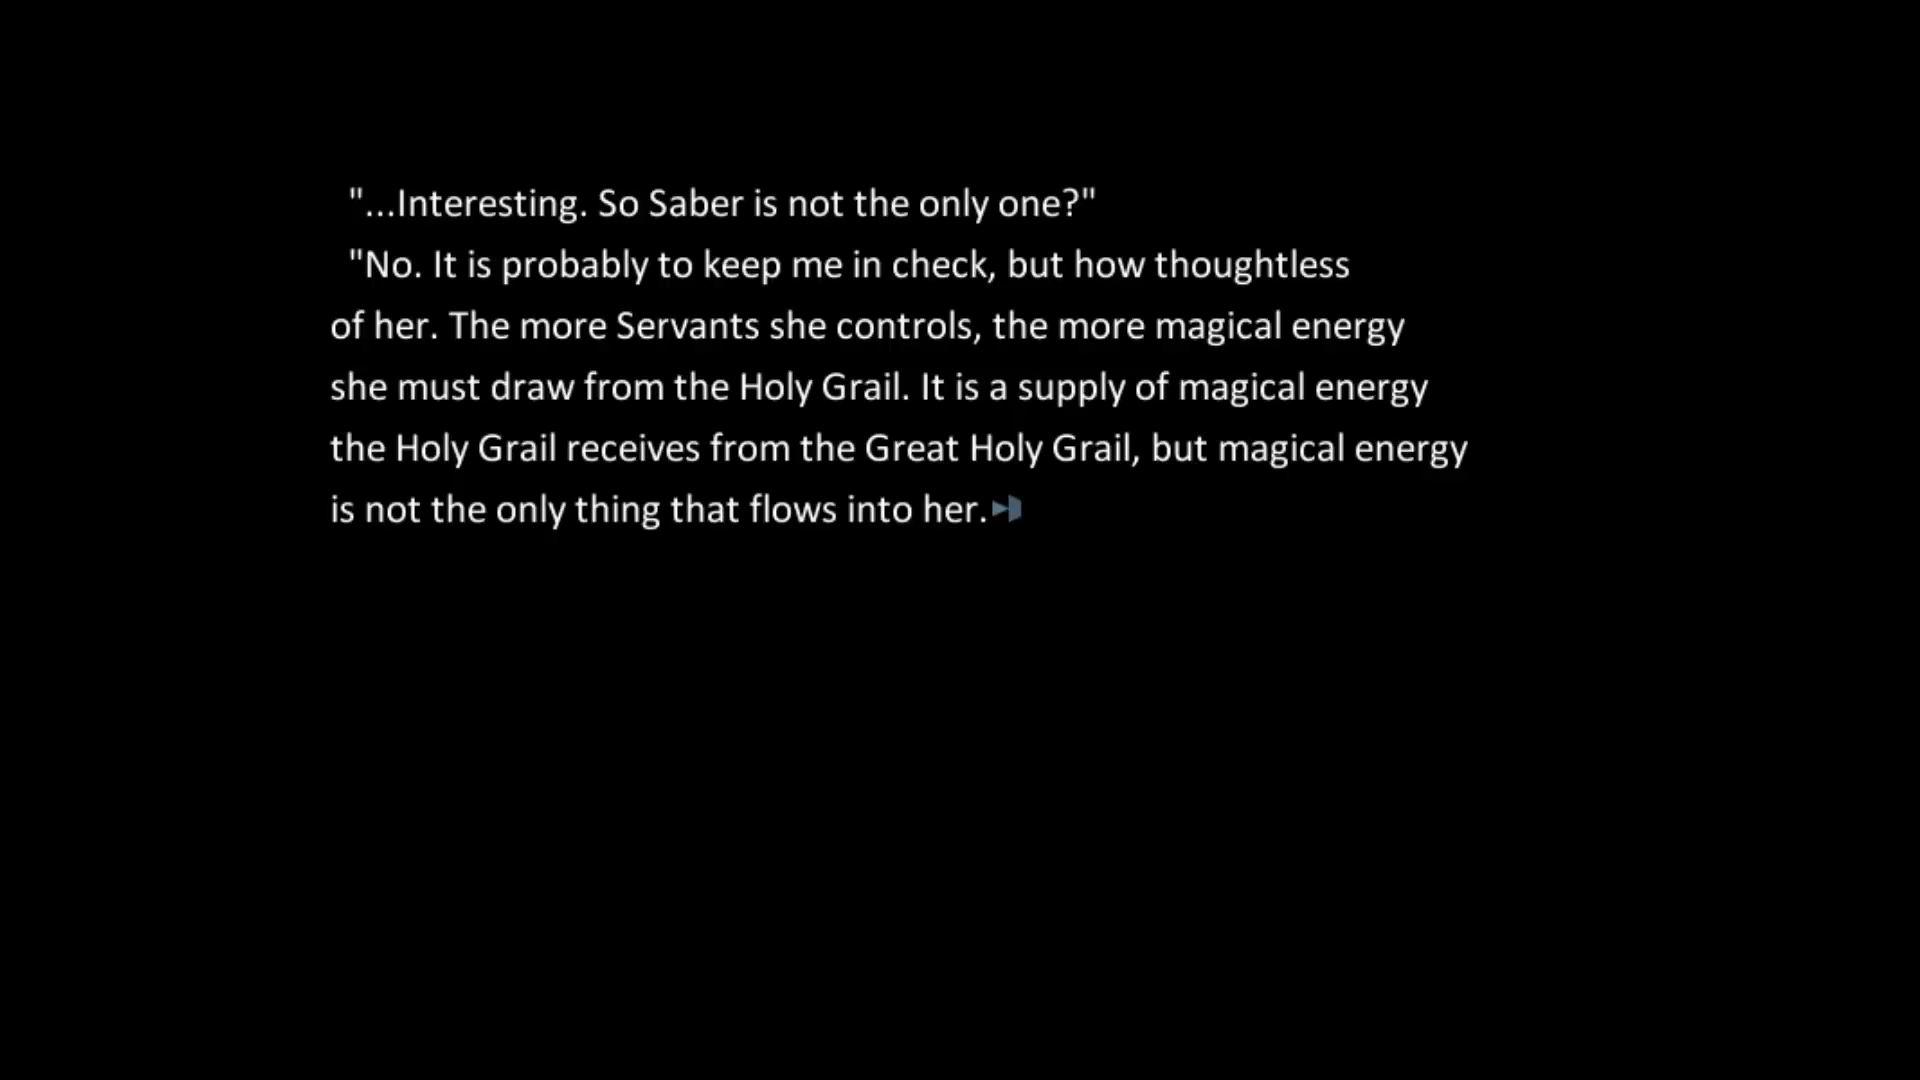 "...Interesting. So Saber is not the only one?"
"No. It is probably to keep me in check, but how thoughtless
of her. The more Servants she controls, the more magical energy
she must draw from the Holy Grail. It is a supply of magical energy
the Holy Grail receives from the Great Holy Grail, but magical energy
is not the only thing that flows into her.